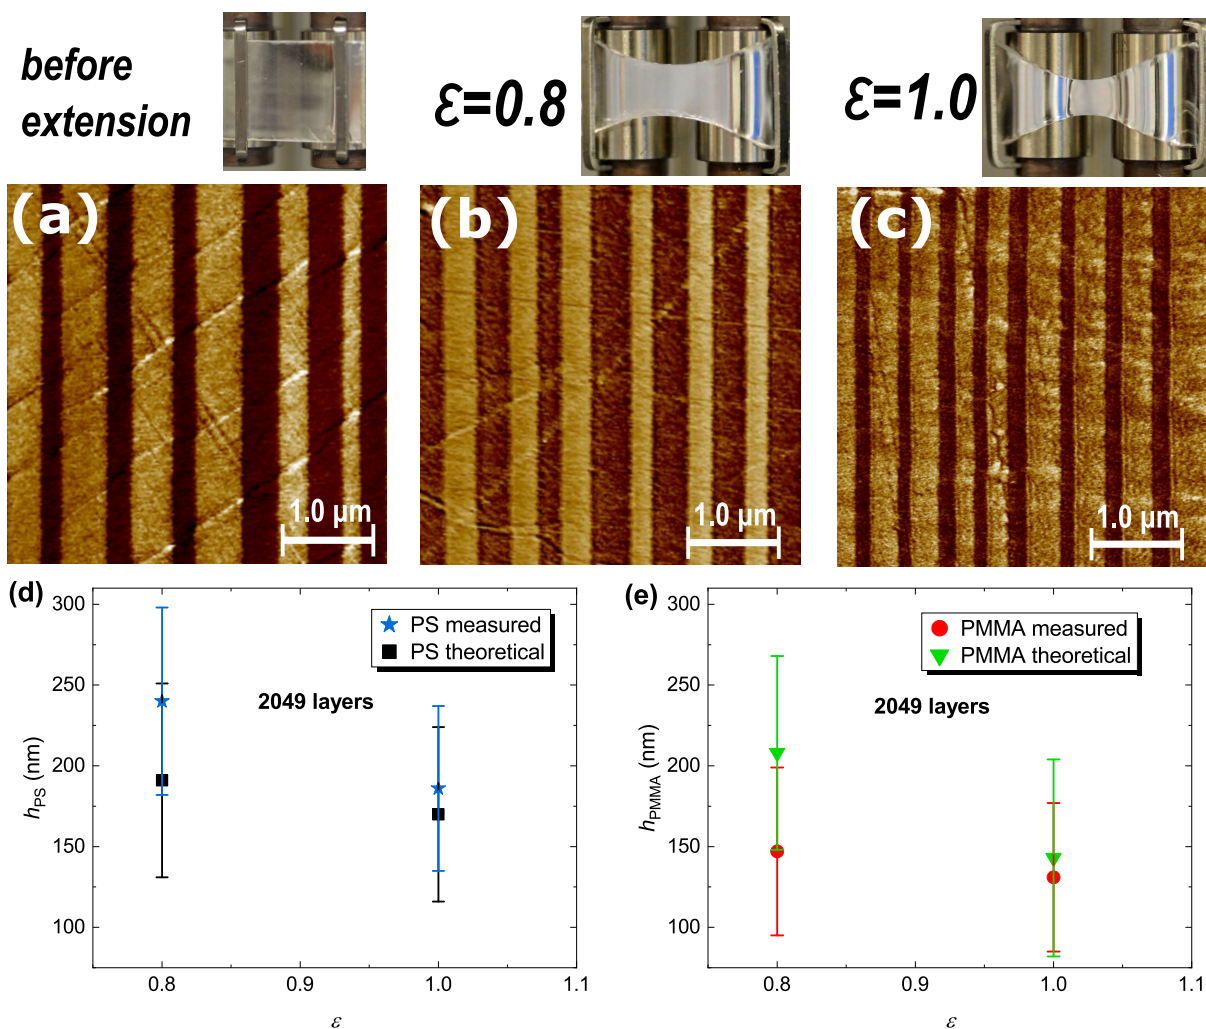 before
extension
ε=0.8
ε=1.0
(a)
(b)
(c)
1.0 μm
1.0 μm
1.0 μm
(d)
300
250
200
150
100
h_PS (nm)
PS measured
PS theoretical
2049 layers
0.8
0.9
1.0
1.1
ε
(e)
300
250
200
150
100
h_PMMA (nm)
PMMA measured
PMMA theoretical
2049 layers
0.8
0.9
1.0
1.1
ε